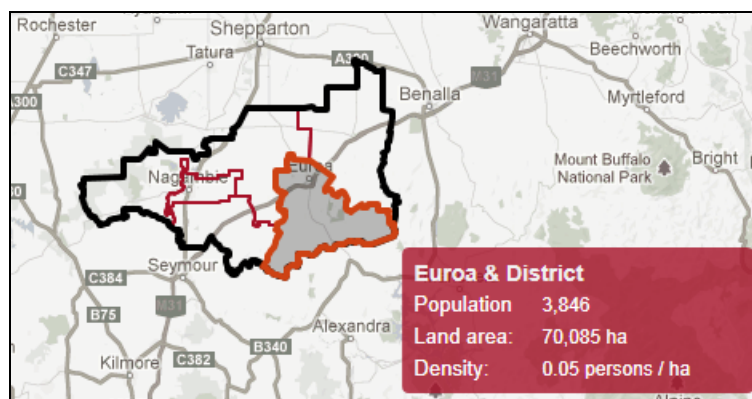 Rochester
Shepparton
Wangaratta
Tatura
A300
Beechworth
C347
M31
A300
Benalla
Myrtleford
Euroa
Mount Buffalo
National Park
Bright
Nagambie
Seymour
C384
M31
B75
Alexandra
B340
C382
Kilmore
Euroa & District
Population 3,846
Land area: 70,085 ha
Density: 0.05 persons / ha